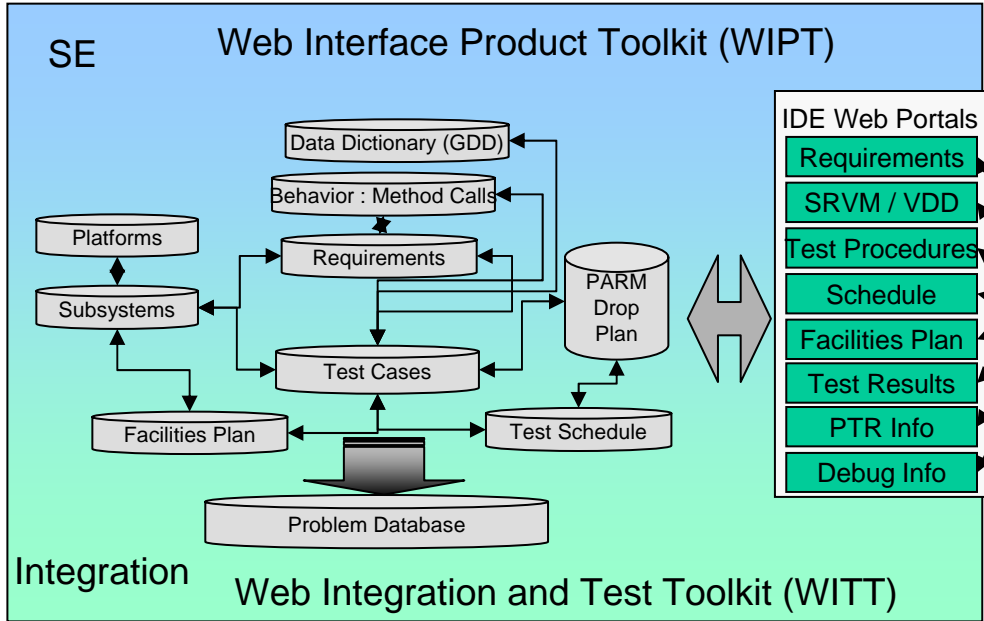 SE
Web Interface Product Toolkit (WIPT)
IDE Web Portals
Requirements
SRVM / VDD
Test Procedures
Schedule
Facilities Plan
Test Results
PTR Info
Debug Info
Data Dictionary (GDD)
Behavior : Method Calls
Platforms
Requirements
Subsystems
PARM
Drop
Plan
Test Cases
Facilities Plan
Test Schedule
Problem Database
Integration
Web Integration and Test Toolkit (WITT)